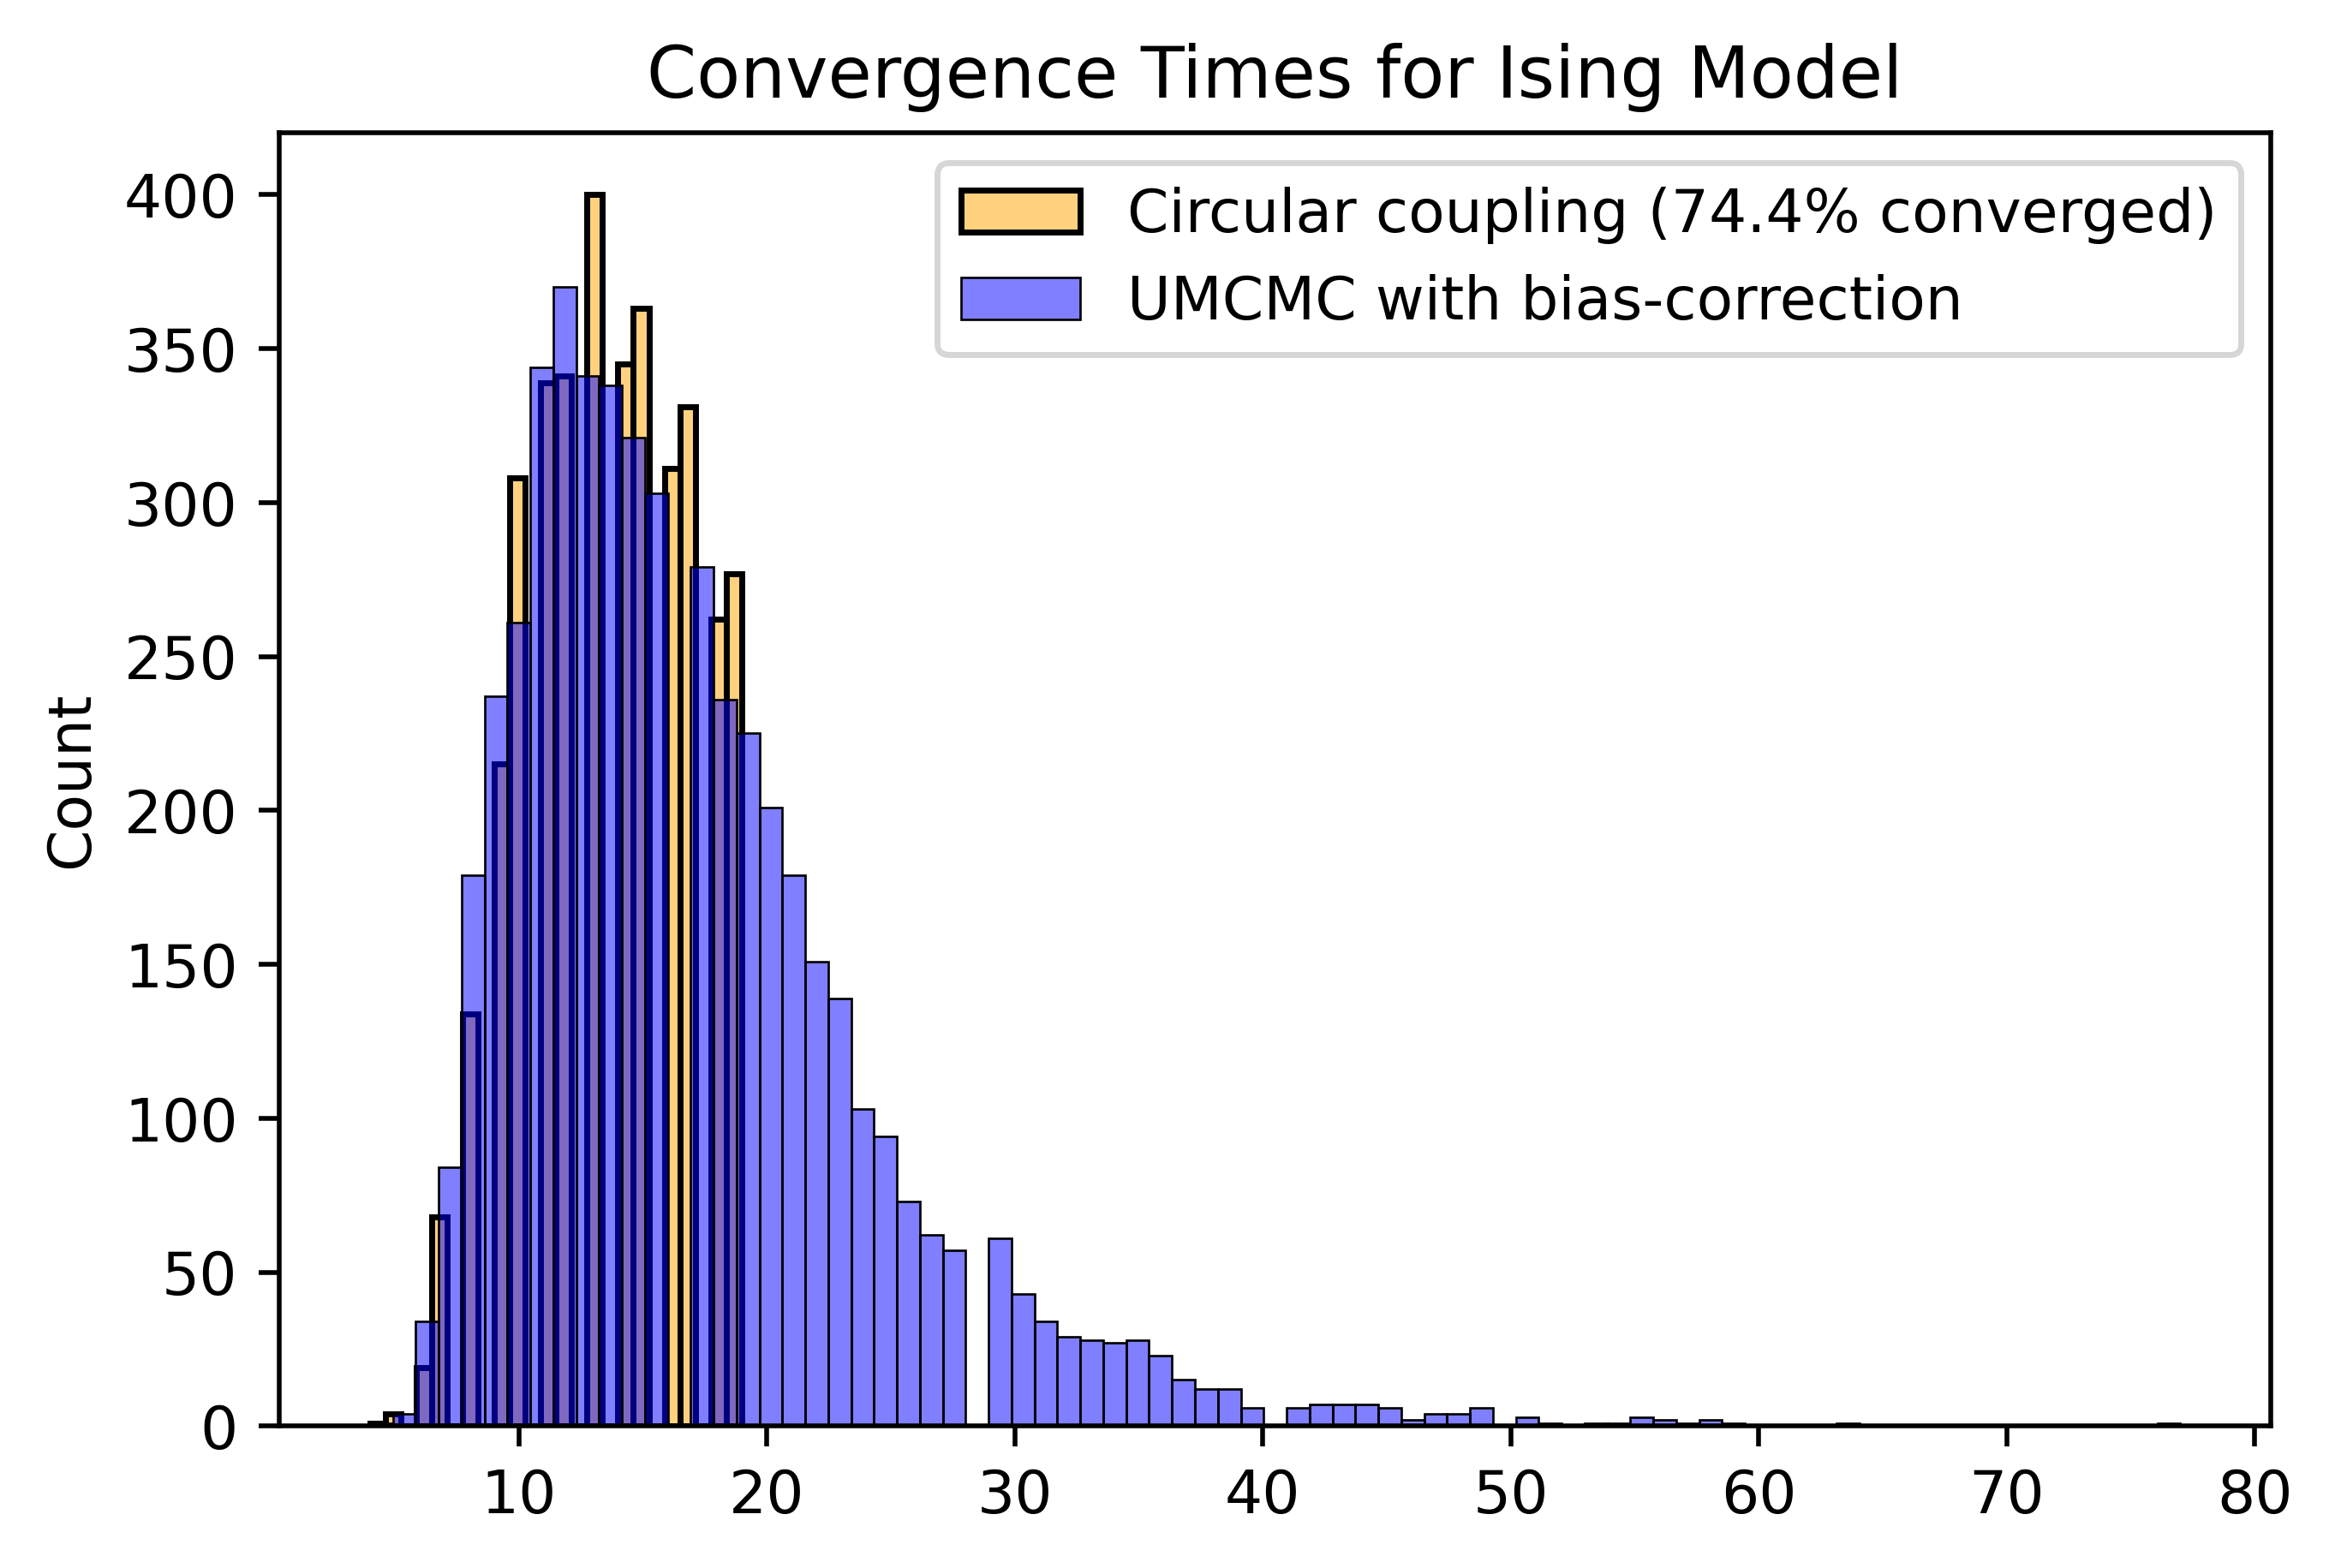 Convergence Times for Ising Model
Circular coupling (74.4% converged)
UMCMC with bias-correction
Count
400
350
300
250
200
150
100
50
0
10 20 30 40 50 60 70 80